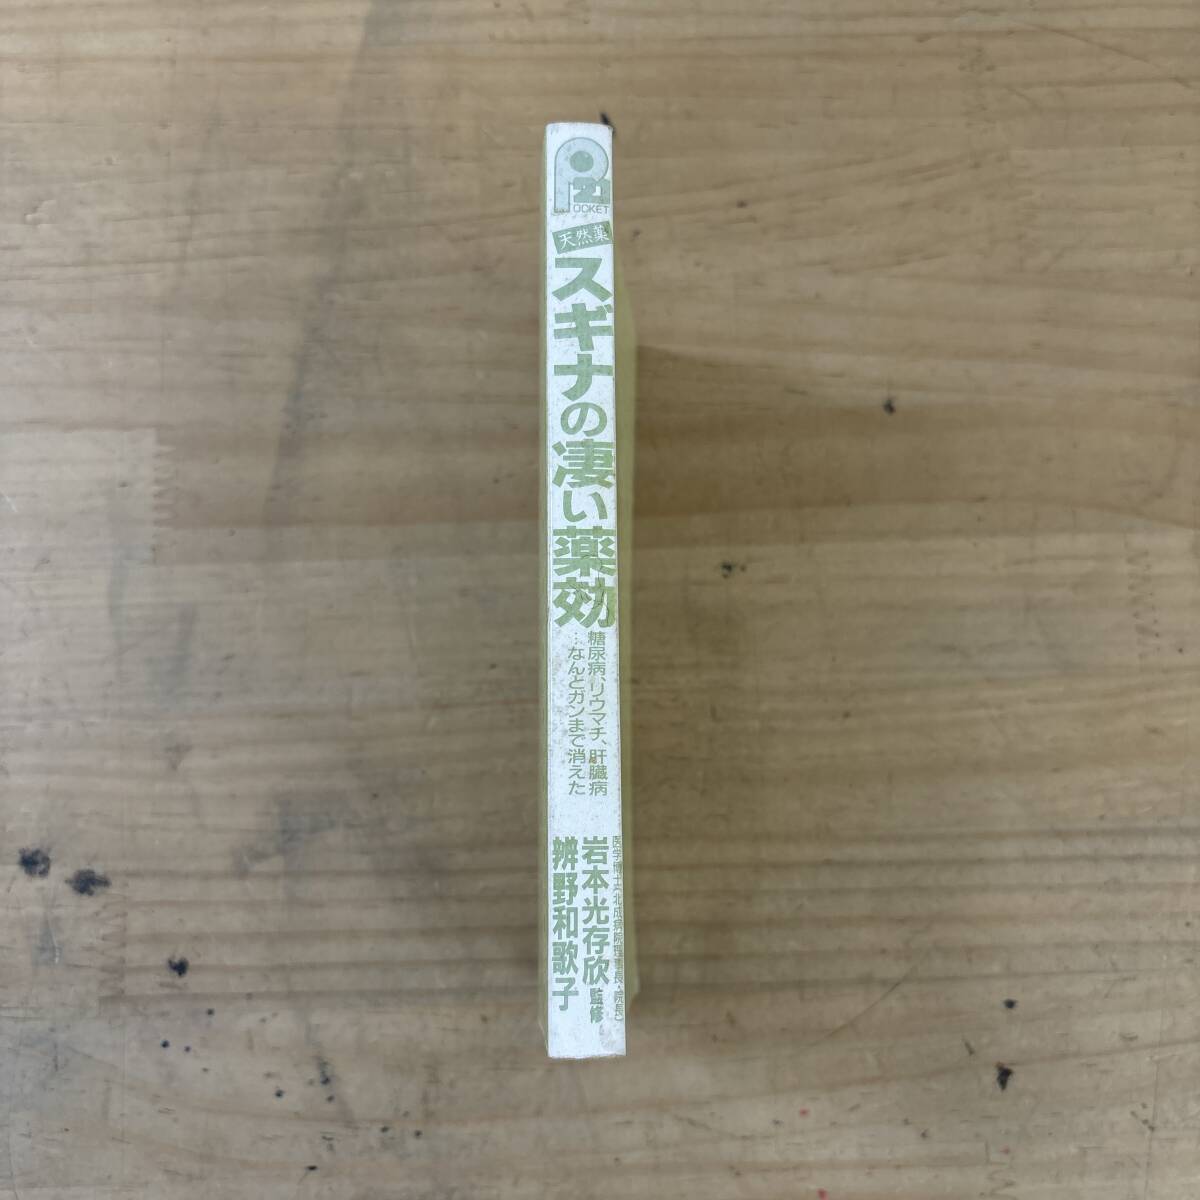 P21
POCKET
天然薬
スギナの凄い薬効
糖尿病、リウマチ、肝臓病
…なんとガンまで消えた
岩本光存欣 監修
辨野和歌子